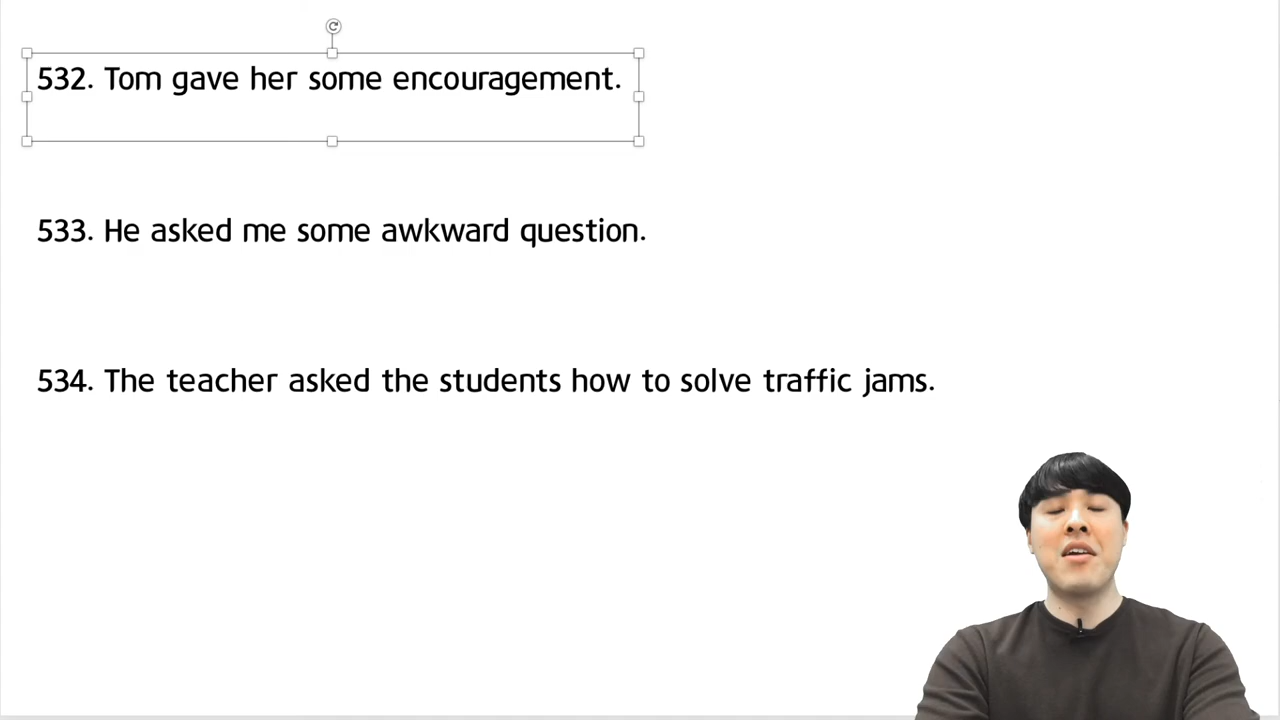 532. Tom gave her some encouragement.
533. He asked me some awkward question.
534. The teacher asked the students how to solve traffic jams.